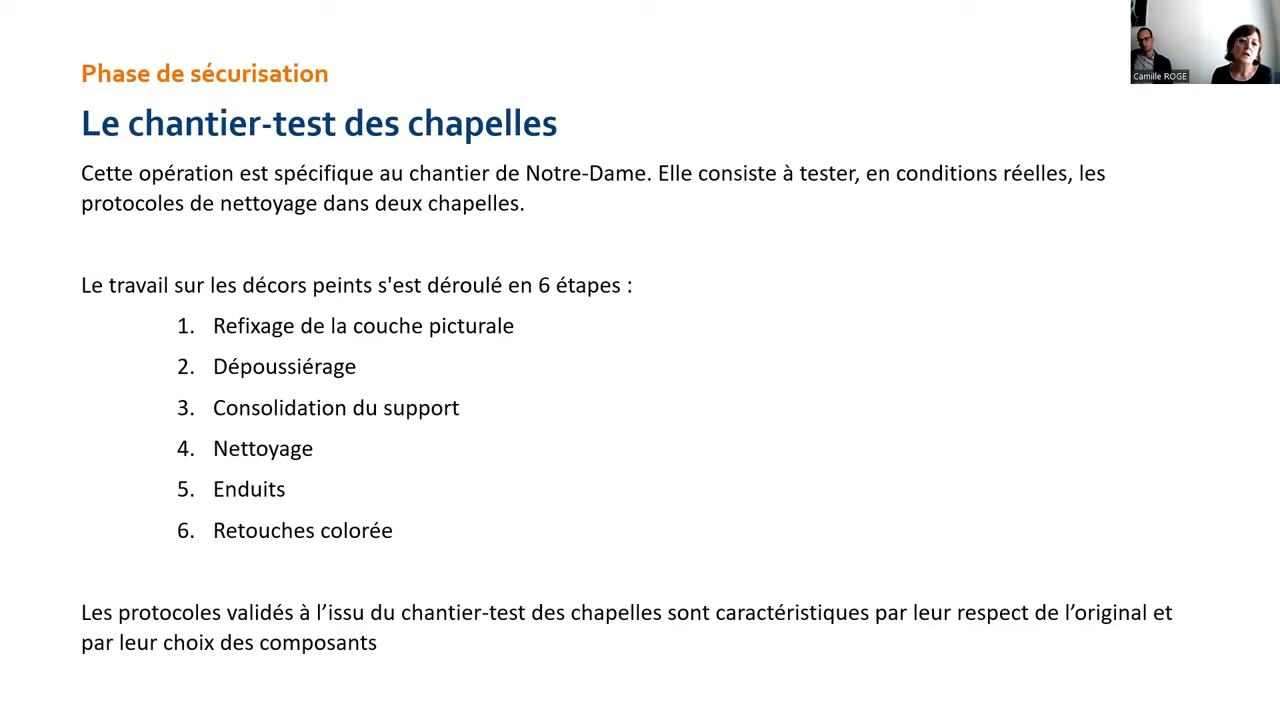 Camille ROGE
Phase de sécurisation
Le chantier-test des chapelles
Cette opération est spécifique au chantier de Notre-Dame. Elle consiste à tester, en conditions réelles, les
protocoles de nettoyage dans deux chapelles.
Le travail sur les décors peints s'est déroulé en 6 étapes :
1. Refixage de la couche picturale
2. Dépoussiérage
3. Consolidation du support
4. Nettoyage
5. Enduits
6. Retouches colorée
Les protocoles validés à l’issu du chantier-test des chapelles sont caractéristiques par leur respect de l’original et
par leur choix des composants